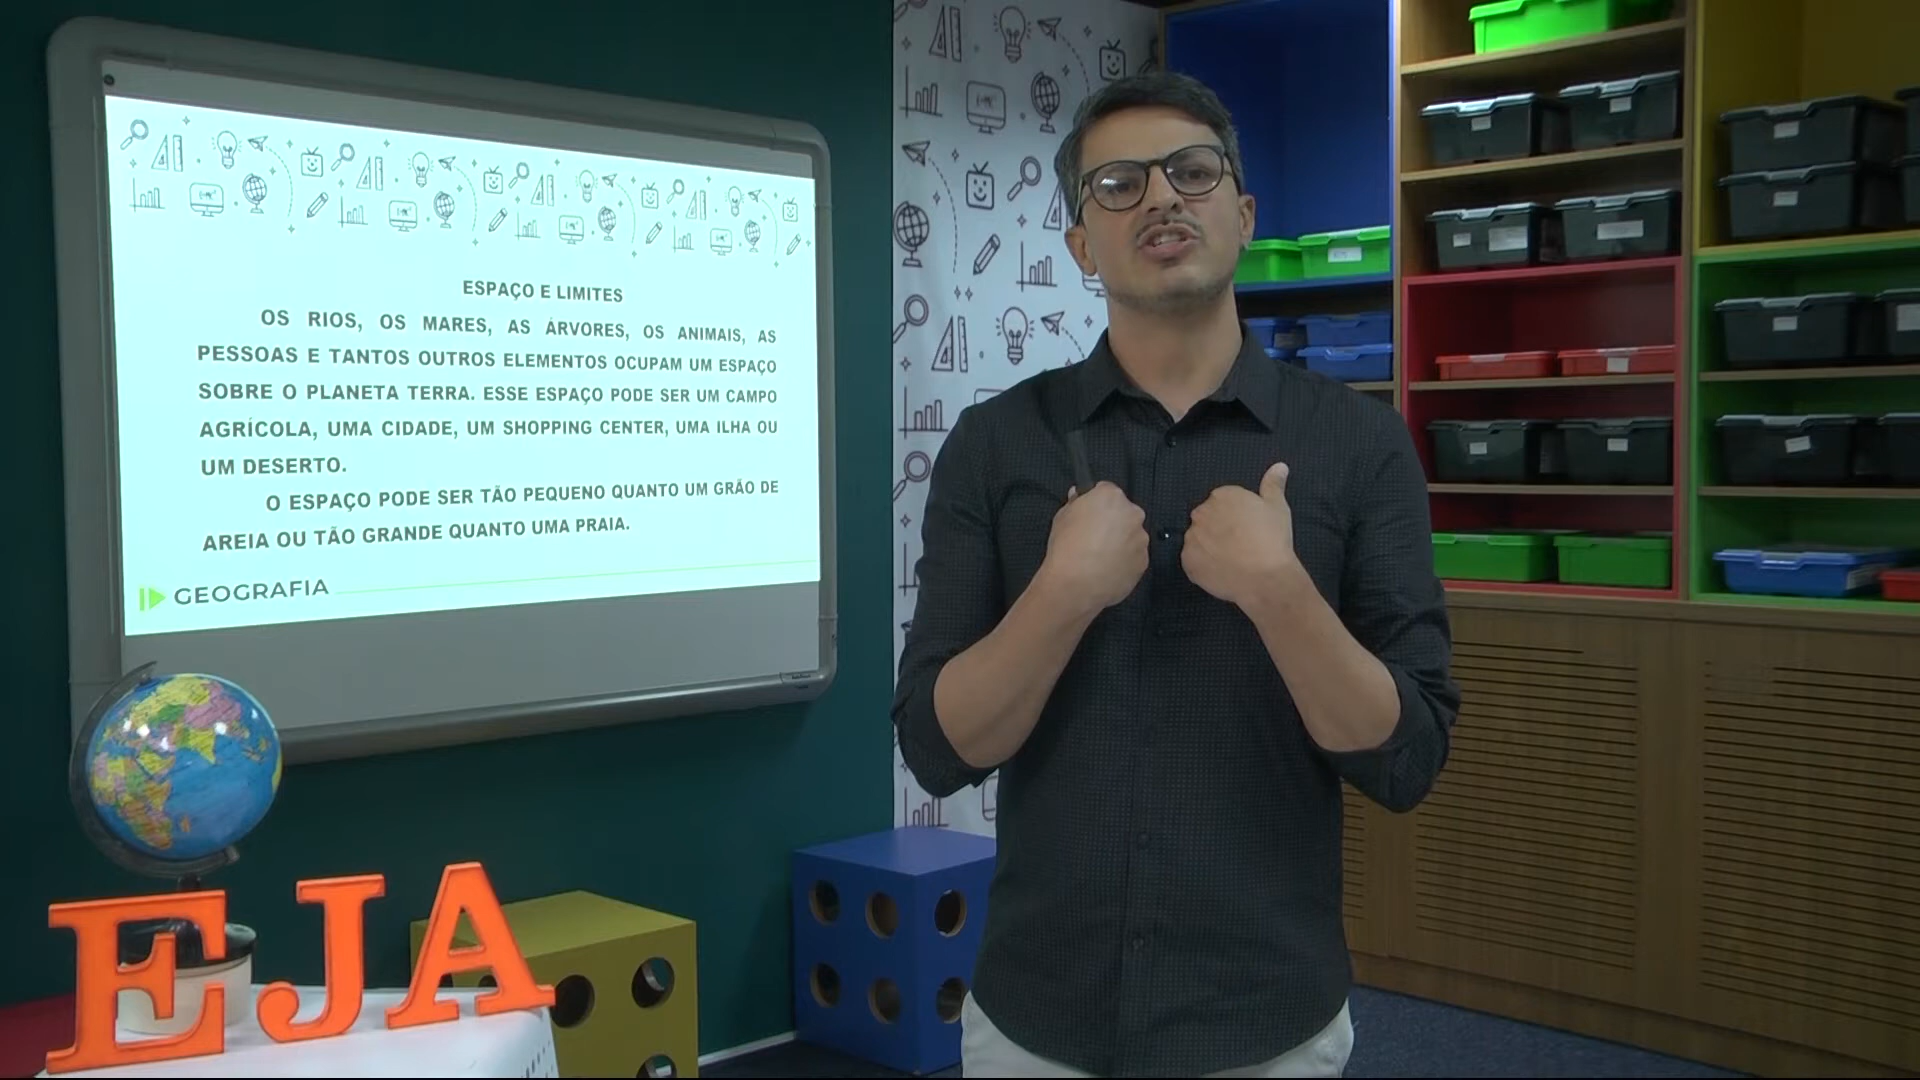 ESPAÇO E LIMITES
OS RIOS, OS MARES, AS ÁRVORES, OS ANIMAIS, AS
PESSOAS E TANTOS OUTROS ELEMENTOS OCUPAM UM ESPAÇO
SOBRE O PLANETA TERRA. ESSE ESPAÇO PODE SER UM CAMPO
AGRÍCOLA, UMA CIDADE, UM SHOPPING CENTER, UMA ILHA OU
UM DESERTO.
O ESPAÇO PODE SER TÃO PEQUENO QUANTO UM GRÃO DE
AREIA OU TÃO GRANDE QUANTO UMA PRAIA.
GEOGRAFIA
EJA